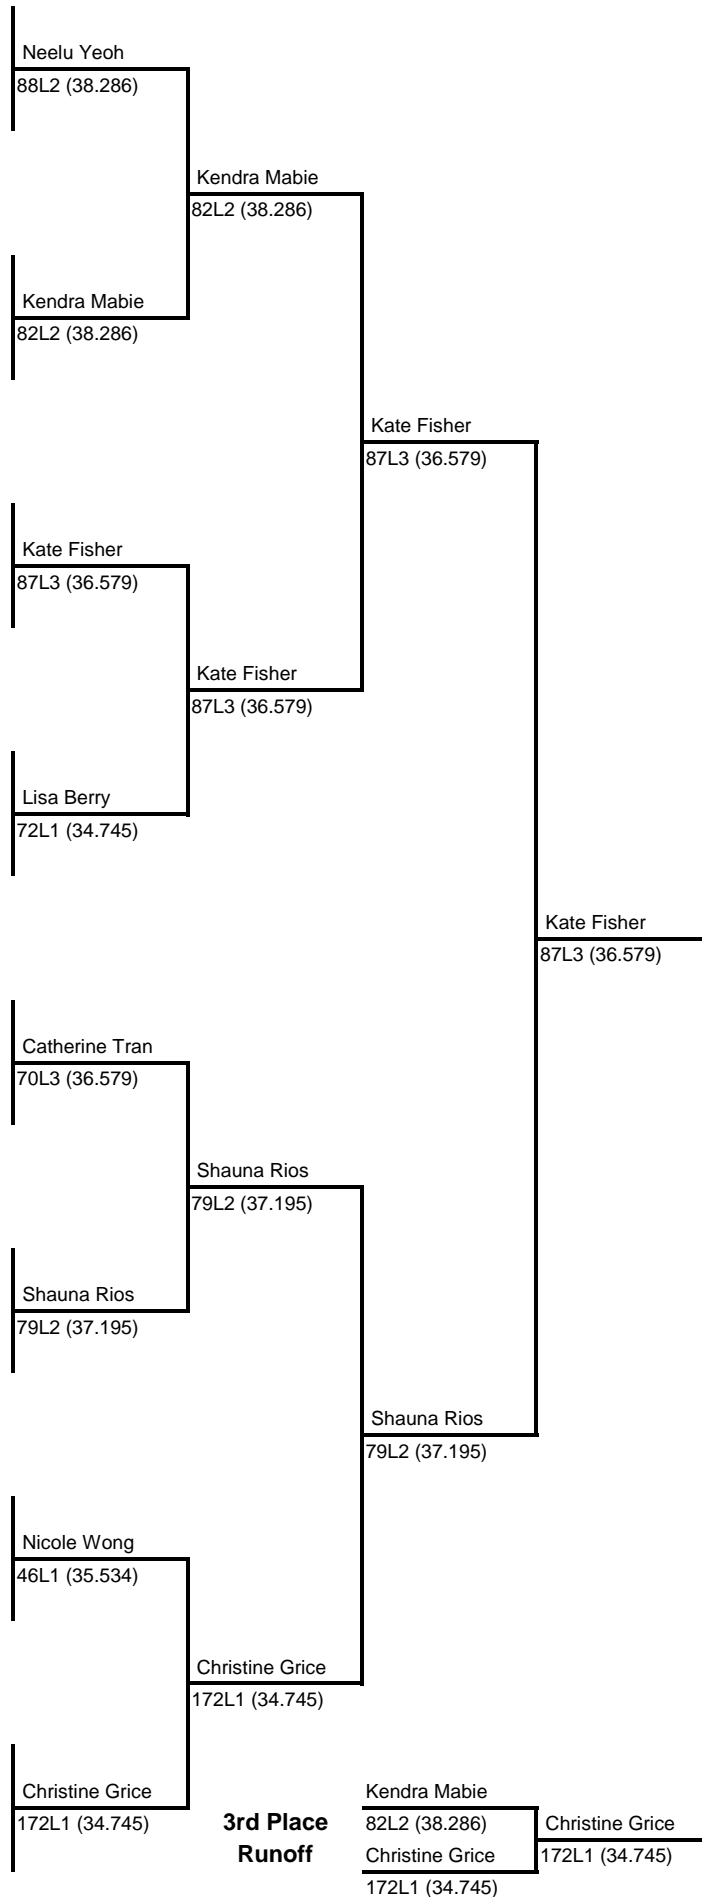 Neelu Yeoh
88L2 (38.286)
Kendra Mabie
82L2 (38.286)
Kendra Mabie
82L2 (38.286)
Kate Fisher
87L3 (36.579)
Kate Fisher
87L3 (36.579)
Kate Fisher
87L3 (36.579)
Lisa Berry
72L1 (34.745)
Kate Fisher
87L3 (36.579)
Catherine Tran
70L3 (36.579)
Shauna Rios
79L2 (37.195)
Shauna Rios
79L2 (37.195)
Shauna Rios
79L2 (37.195)
Nicole Wong
46L1 (35.534)
Christine Grice
172L1 (34.745)
Christine Grice
172L1 (34.745)
3rd Place
Runoff
Kendra Mabie
82L2 (38.286)
Christine Grice
172L1 (34.745)
Christine Grice
172L1 (34.745)